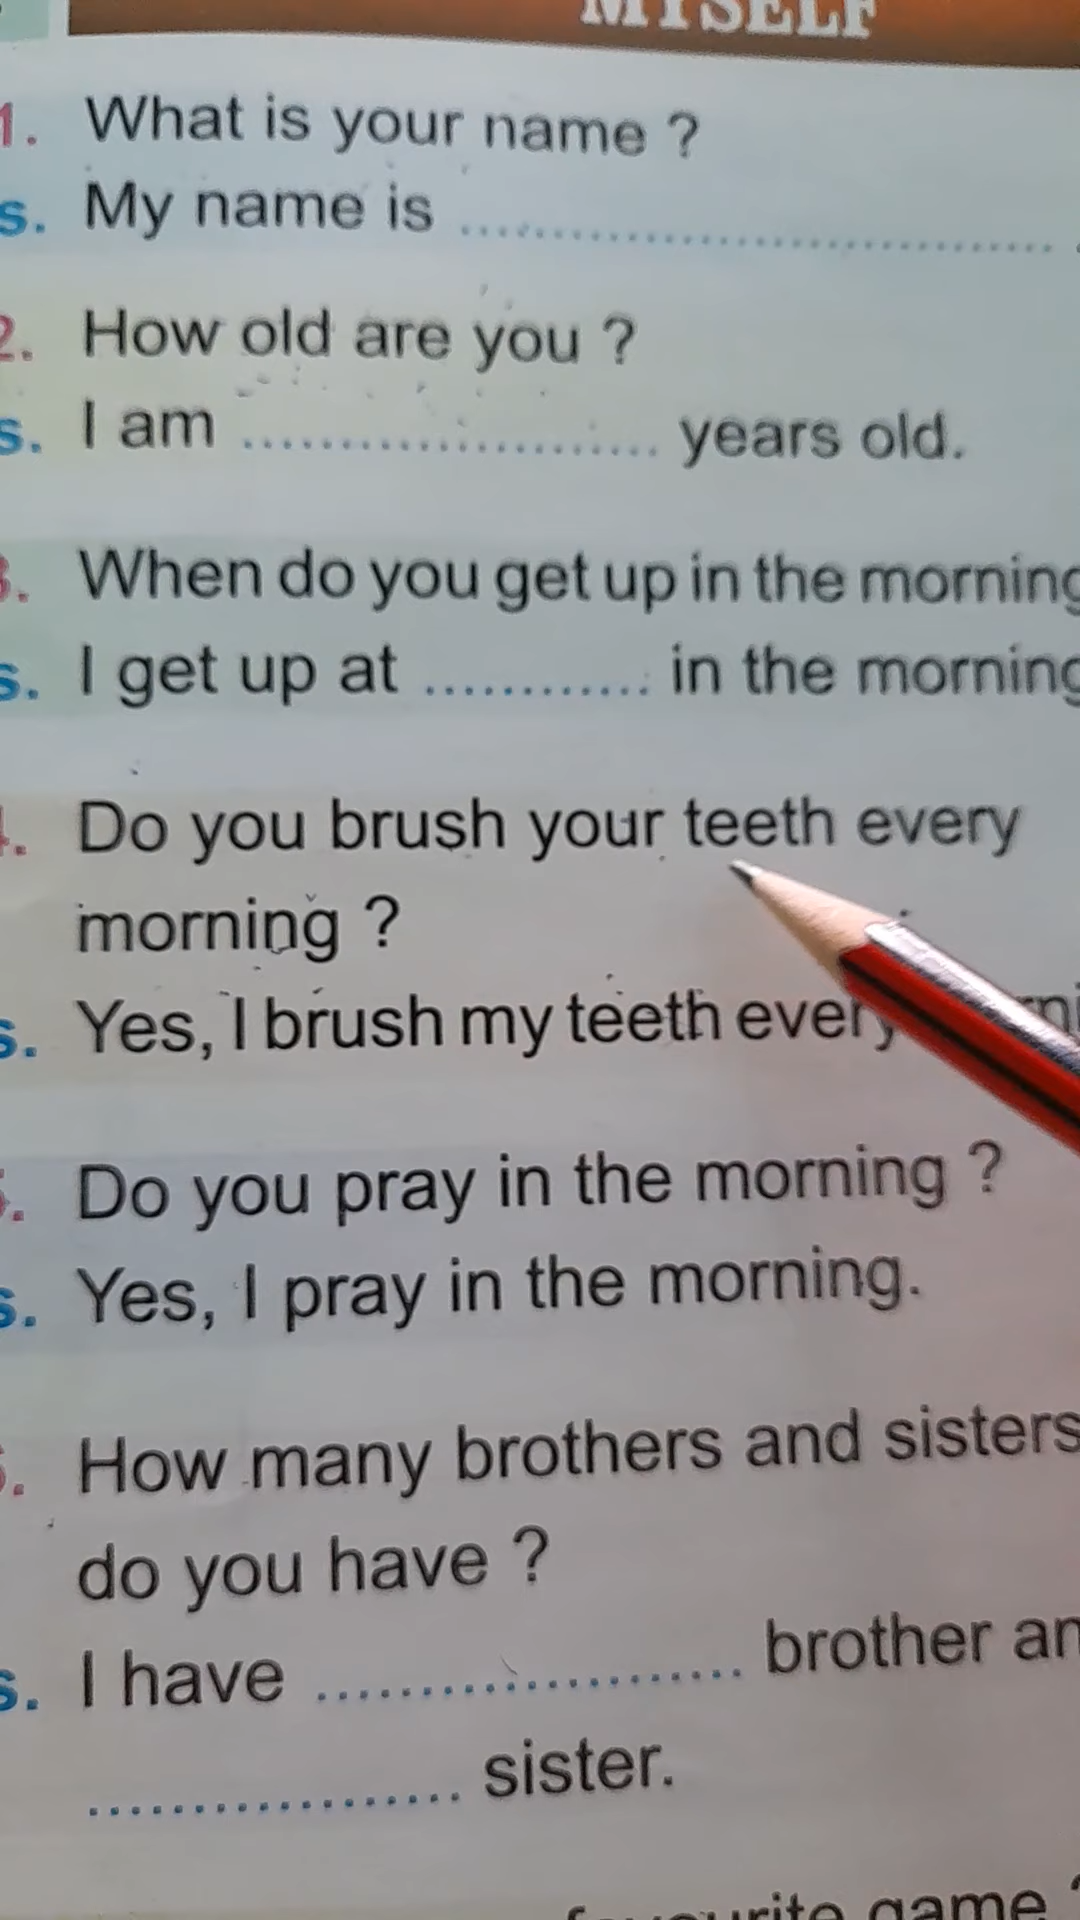 MYSELF
1. What is your name ?
s. My name is ........................................ .
2. How old are you ?
s. I am ........................ years old.
3. When do you get up in the morning
s. I get up at ............ in the morning
Do you brush your teeth every
morning ?
s. Yes, I brush my teeth every
Do you pray in the morning ?
s. Yes, I pray in the morning.
How many brothers and sisters
do you have ?
s. I have ........................ brother an
.................... sister.
game